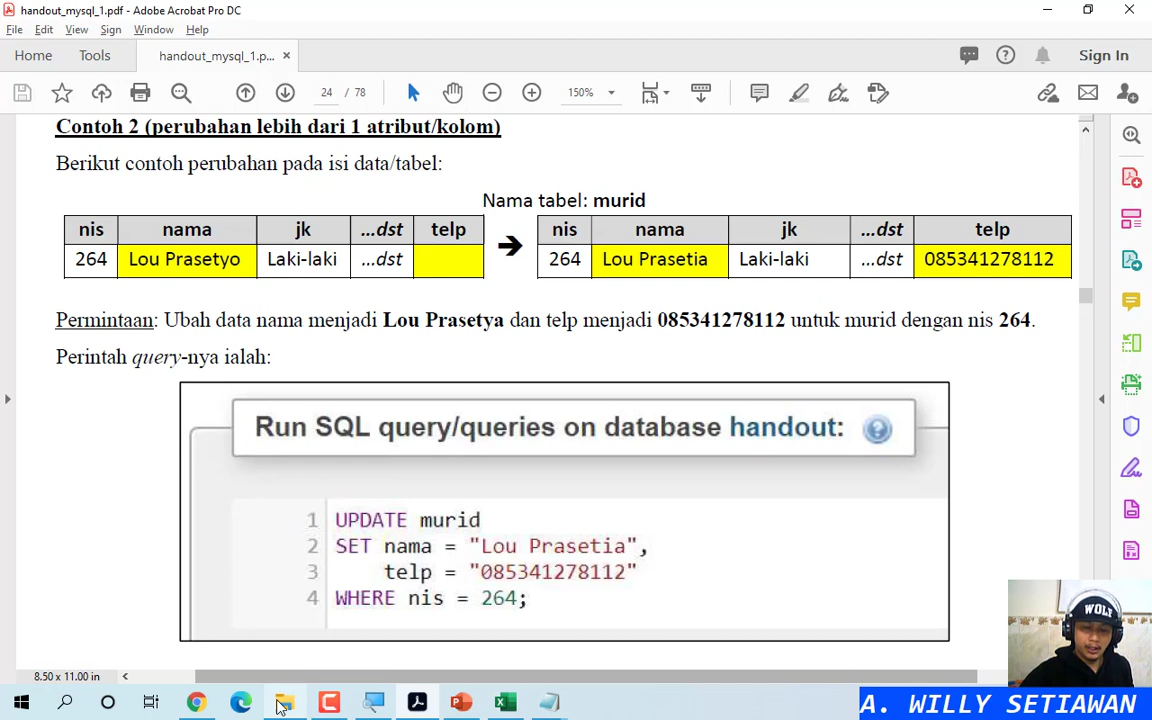 handout_mysql_1.pdf - Adobe Acrobat Pro DC
File Edit View Sign Window Help
Home Tools handout_mysql_1.p... × Sign In
24 / 78 150%
Contoh 2 (perubahan lebih dari 1 atribut/kolom)
Berikut contoh perubahan pada isi data/tabel:
Nama tabel: murid
nis nama jk ...dst telp nis nama jk ...dst telp
264 Lou Prasetyo Laki-laki ...dst 264 Lou Prasetia Laki-laki ...dst 085341278112
Permintaan: Ubah data nama menjadi Lou Prasetya dan telp menjadi 085341278112 untuk murid dengan nis 264.
Perintah query-nya ialah:
Run SQL query/queries on database handout:
1 UPDATE murid
2 SET nama = "Lou Prasetia",
3 telp = "085341278112"
4 WHERE nis = 264;
WOLF
8.50 x 11.00 in
A. WILLY SETIAWAN